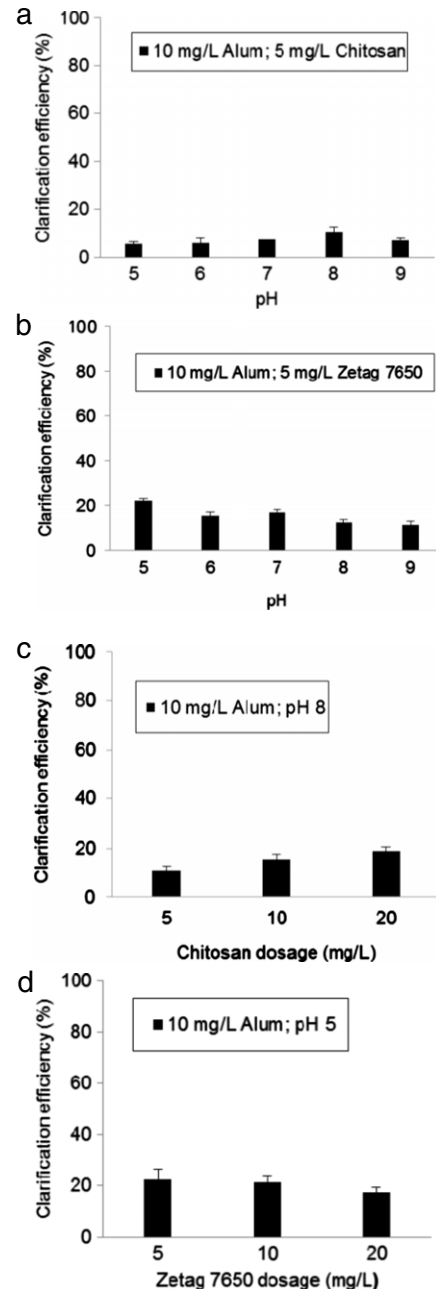 a
Clarification efficiency (%)
100
80
60
40
20
0
10 mg/L Alum; 5 mg/L Chitosan
5 6 7 8 9
pH
b
Clarification efficiency (%)
100
80
60
40
20
0
10 mg/L Alum; 5 mg/L Zetag 7650
5 6 7 8 9
pH
c
Clarification efficiency (%)
100
80
60
40
20
0
10 mg/L Alum; pH 8
5 10 20
Chitosan dosage (mg/L)
d
Clarification efficiency (%)
100
80
60
40
20
0
10 mg/L Alum; pH 5
5 10 20
Zetag 7650 dosage (mg/L)